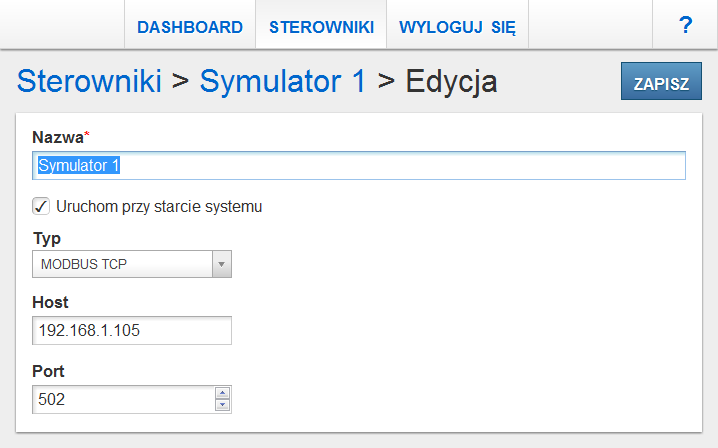 DASHBOARD STEROWNIKI WYLOGUJ SIĘ ?
Sterowniki > Symulator 1 > Edycja ZAPISZ
Nazwa*
Symulator 1
Uruchom przy starcie systemu
Typ
MODBUS TCP
Host
192.168.1.105
Port
502